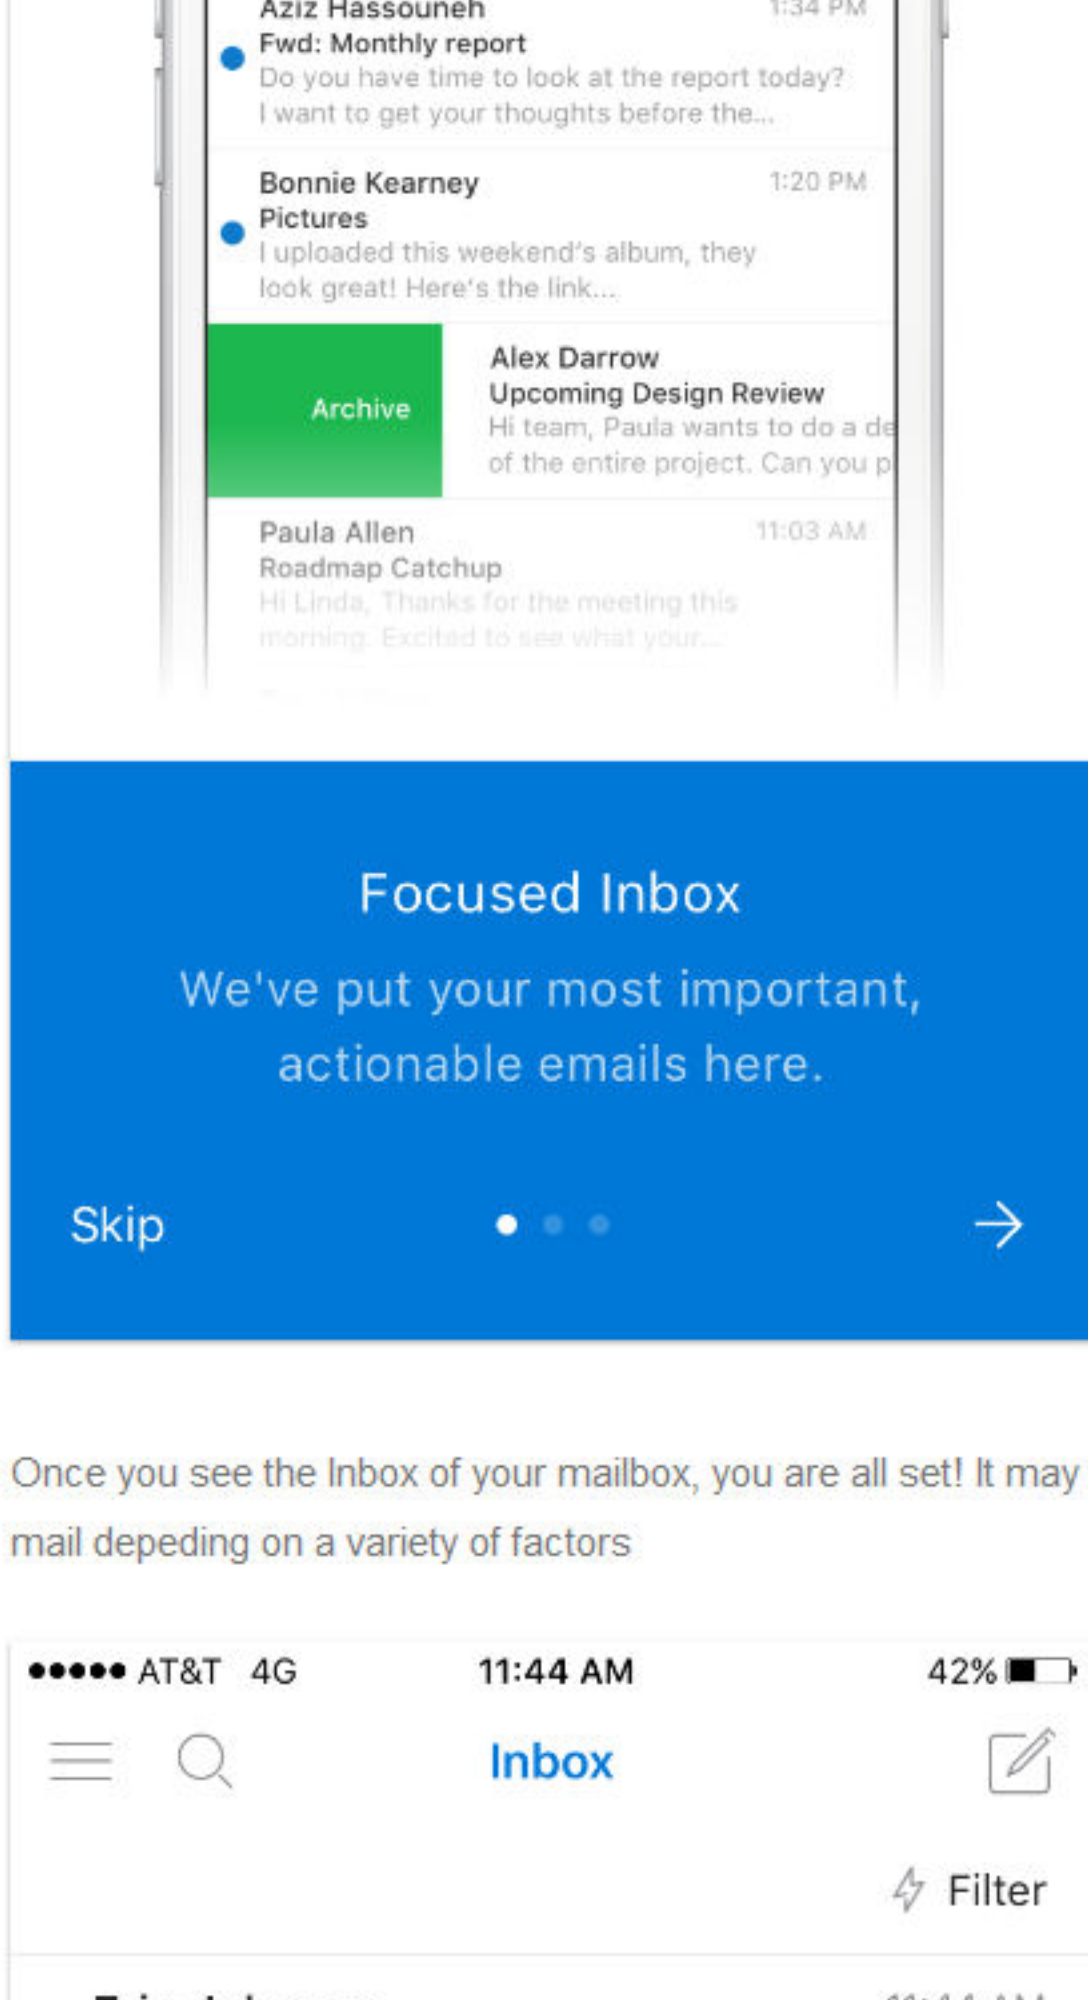 Aziz Hassouneh 1:34 PM
Fwd: Monthly report
Do you have time to look at the report today?
I want to get your thoughts before the...
Bonnie Kearney 1:20 PM
Pictures
I uploaded this weekend's album, they
look great! Here's the link...
Archive
Alex Darrow
Upcoming Design Review
Hi team, Paula wants to do a de
of the entire project. Can you p
Paula Allen 11:03 AM
Roadmap Catchup
Hi Linda, Thanks for the meeting this
morning. Excited to see what your...
Focused Inbox
We've put your most important,
actionable emails here.
Skip
Once you see the Inbox of your mailbox, you are all set! It may
mail depeding on a variety of factors
AT&T 4G 11:44 AM 42%
Inbox
Filter